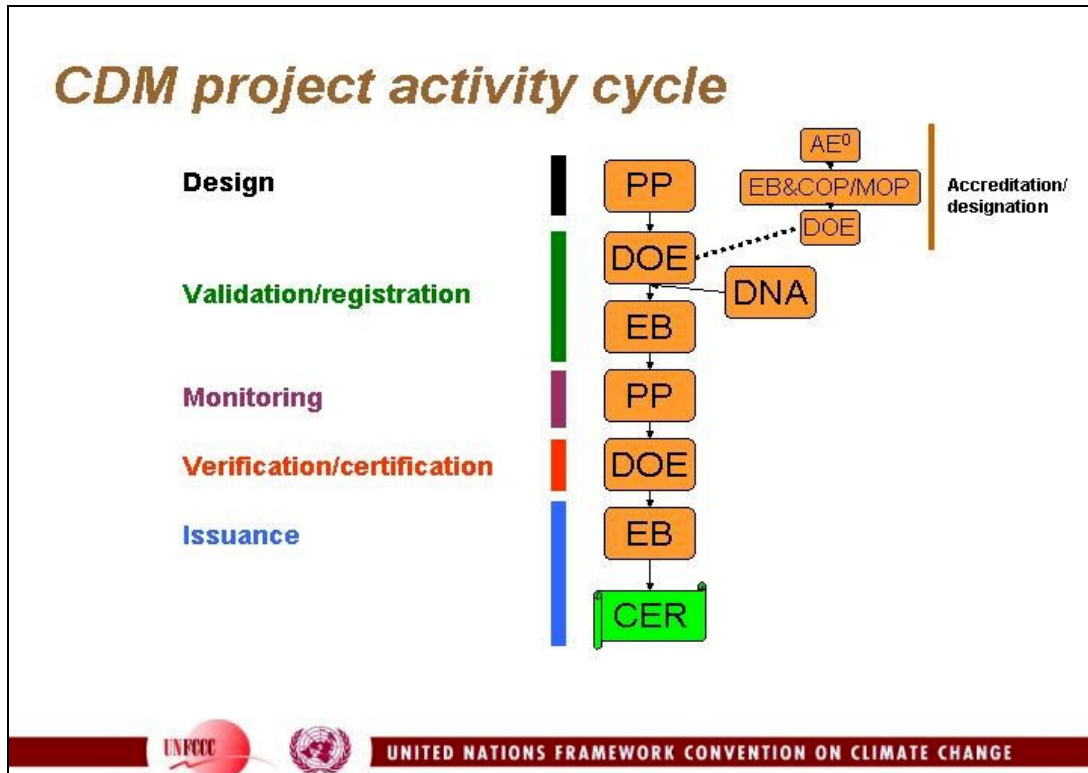 CDM project activity cycle
Design
PP
AE⁰
EB&COP/MOP
DOE
Accreditation/
designation
Validation/registration
DOE
DNA
EB
Monitoring
PP
Verification/certification
DOE
Issuance
EB
CER
UNFCCC
UNITED NATIONS FRAMEWORK CONVENTION ON CLIMATE CHANGE